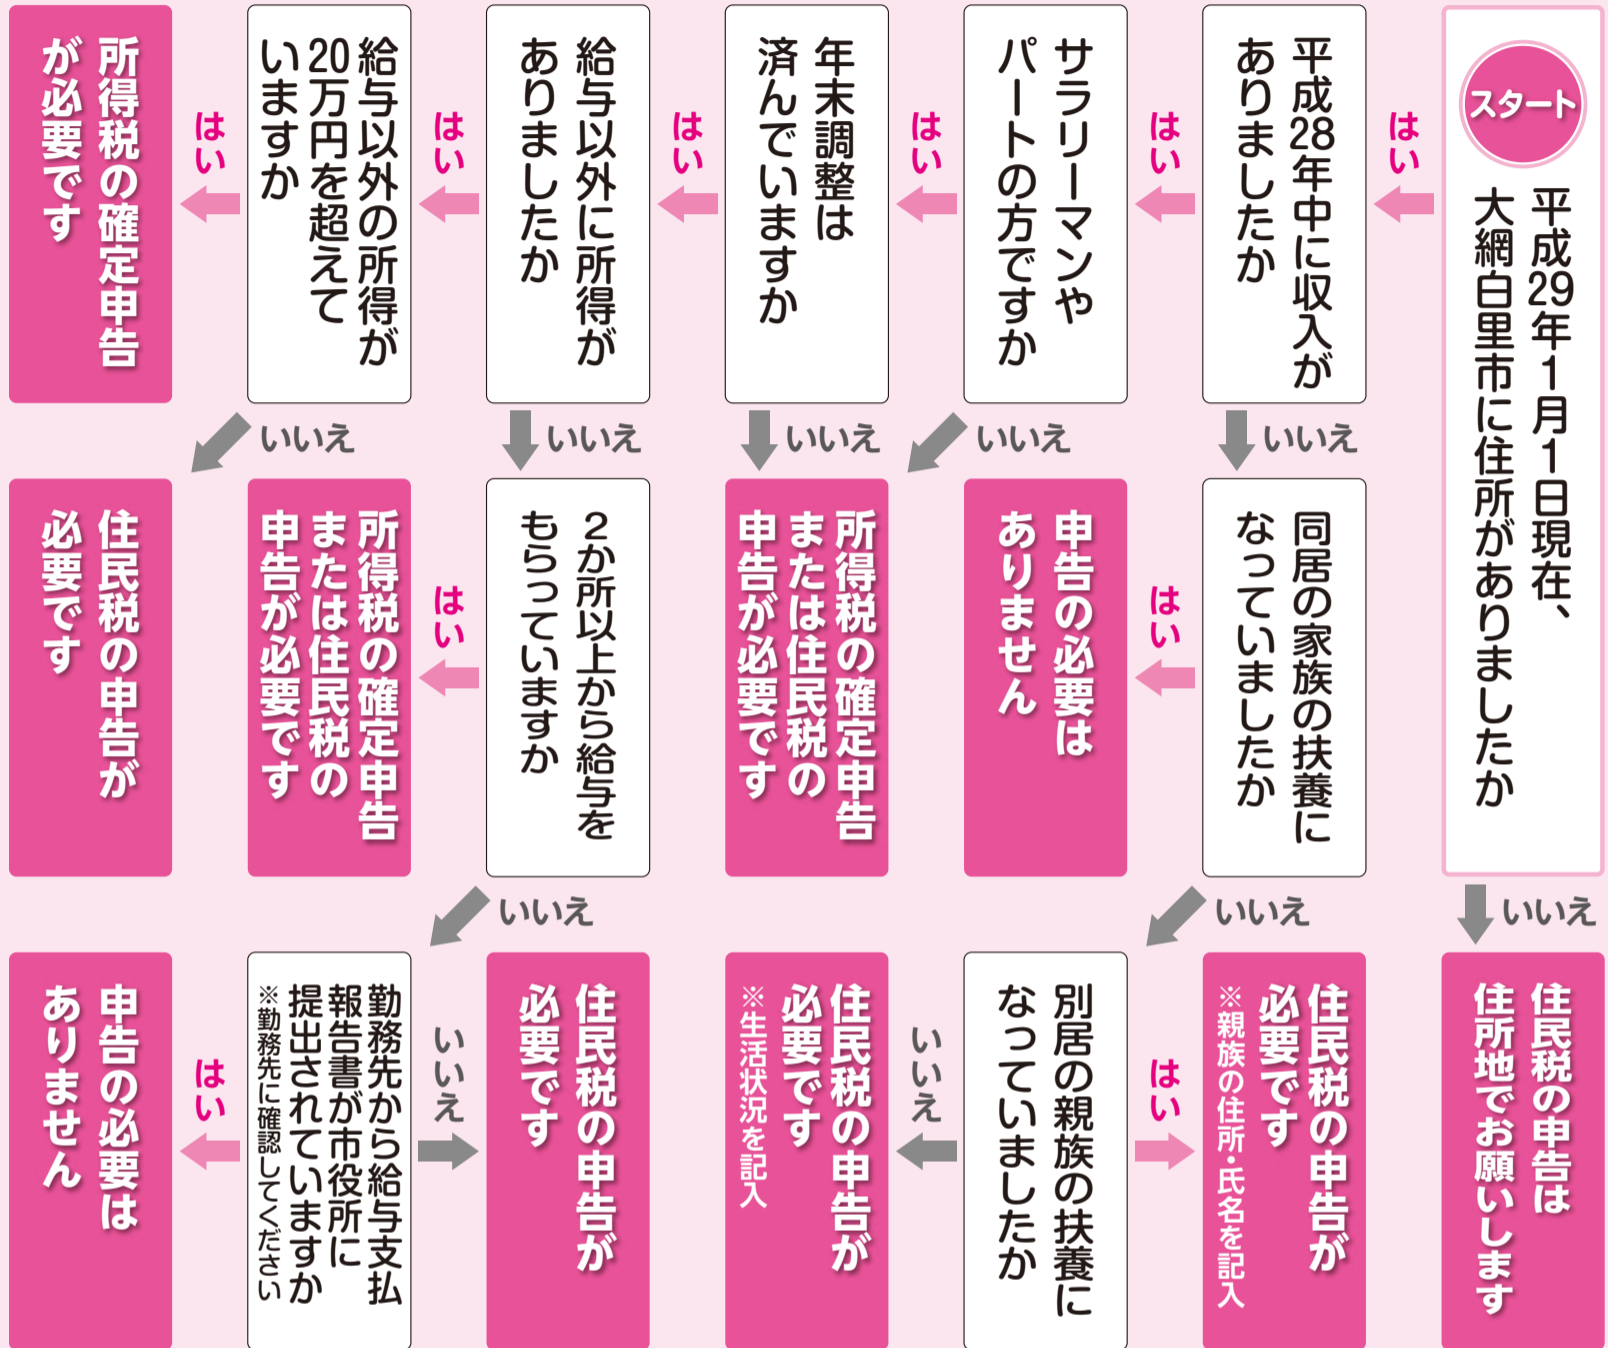 スタート
平成29年1月1日現在、
大網白里市に住所がありましたか
はい
いいえ
住民税の申告は
住所地でお願いします
平成28年中に収入が
ありましたか
はい
いいえ
同居の家族の扶養に
なっていましたか
はい
いいえ
住民税の申告が
必要です
※親族の住所・氏名を記入
サラリーマンや
パートの方ですか
はい
いいえ
申告の必要は
ありません
別居の親族の扶養に
なっていましたか
はい
いいえ
年末調整は
済んでいますか
はい
いいえ
所得税の確定申告
または住民税の
申告が必要です
住民税の申告が
必要です
※生活状況を記入
給与以外に所得が
ありましたか
はい
いいえ
2か所以上から給与を
もらっていますか
はい
いいえ
住民税の申告が
必要です
給与以外の所得が
20万円を超えて
いますか
はい
いいえ
所得税の確定申告
または住民税の
申告が必要です
勤務先から給与支払
報告書が市役所に
提出されていますか
※勤務先に確認してください
はい
いいえ
所得税の確定申告
が必要です
住民税の申告が
必要です
申告の必要は
ありません